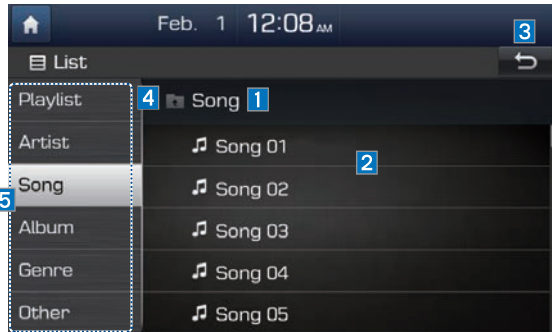 Feb. 1 12:08 AM
3
List
Playlist
4
Song 1
Artist
Song 01
2
Song
Song 02
5
Album
Song 03
Genre
Song 04
Other
Song 05